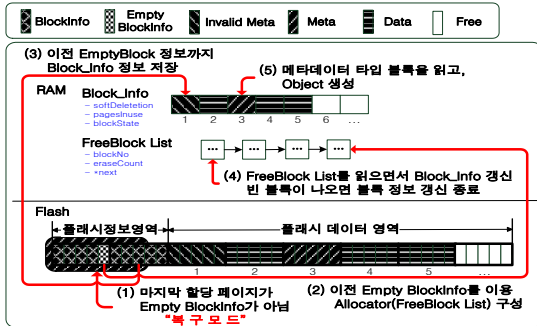 BlockInfo
Empty BlockInfo
Invalid Meta
Meta
Data
Free
(3) 이전 EmptyBlock 정보까지
Block_Info 정보 저장
(5) 메타데이터 타입 블록을 읽고,
Object 생성
RAM
Block_Info
- softDeletetion
- pagesInuse
- blockState
1 2 3 4 5 6 ...
FreeBlock List
- blockNo
- eraseCount
- *next
... ... ... ...
(4) FreeBlock List를 읽으면서 Block_Info 갱신
빈 블록이 나오면 블록 정보 갱신 종료
Flash
플래시정보영역
플래시 데이터 영역
1 2 3 4 5 ...
(1) 마지막 할당 페이지가
Empty BlockInfo가 아님
"복 구 모 드"
(2) 이전 Empty BlockInfo를 이용
Allocator(FreeBlock List) 구성